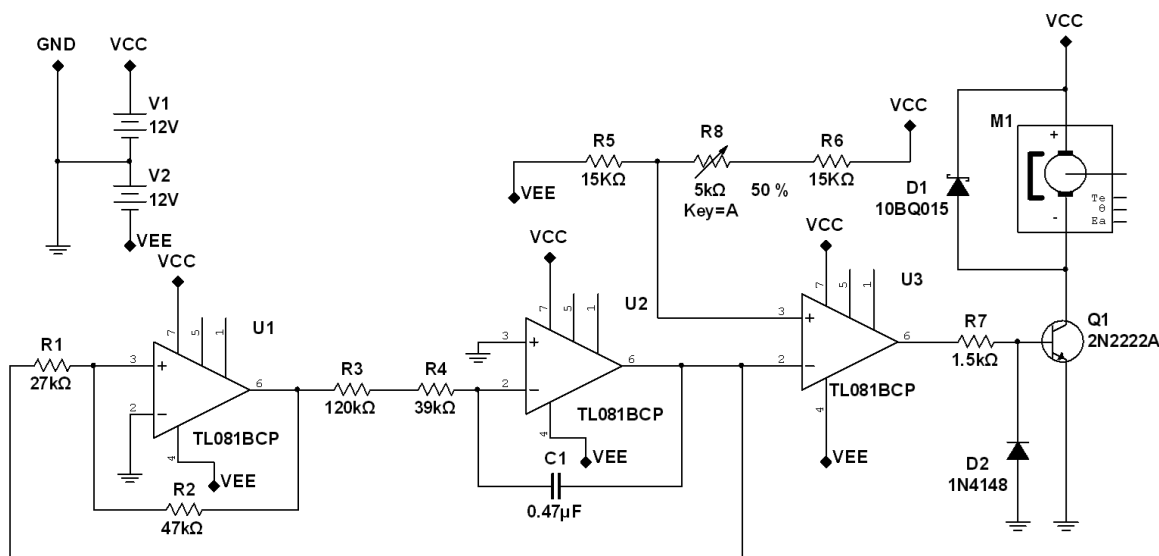 GND
VCC
V1
12V
V2
12V
VEE
VCC
M1
+
-
Te
θ
Ea
D1
10BQ015
R5
15KΩ
VEE
R8
5kΩ
50 %
Key=A
R6
15KΩ
VCC
VCC
7
5
1
U1
R1
27kΩ
3
+
2
−
6
4
TL081BCP
VEE
R2
47kΩ
R3
120kΩ
R4
39kΩ
VCC
7
5
1
U2
3
+
2
−
6
4
TL081BCP
VEE
C1
0.47µF
VCC
7
5
1
U3
3
+
2
−
6
4
TL081BCP
VEE
R7
1.5kΩ
Q1
2N2222A
D2
1N4148